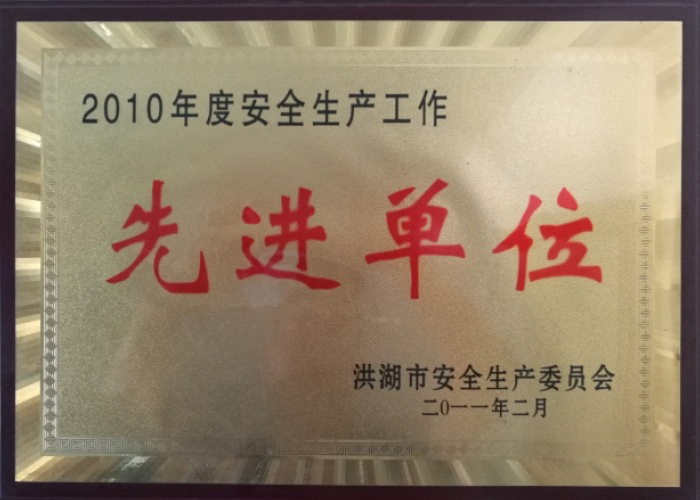 2010年度安全生产工作
先进单位
洪湖市安全生产委员会
二0一一年二月